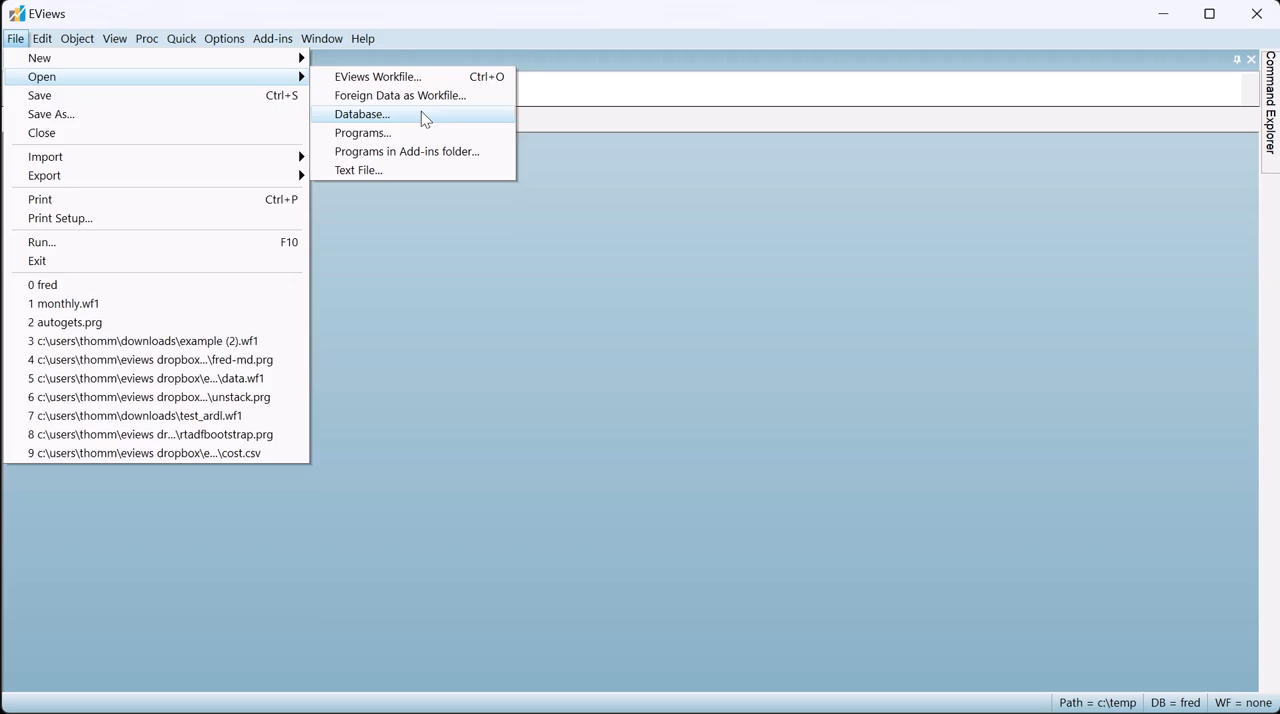 EViews
File Edit Object View Proc Quick Options Add-ins Window Help
New
Open
Save Ctrl+S
Save As...
Close
Import
Export
Print Ctrl+P
Print Setup...
Run... F10
Exit
0 fred
1 monthly.wf1
2 autogets.prg
3 c:\users\thomm\downloads\example (2).wf1
4 c:\users\thomm\eviews dropbox...\fred-md.prg
5 c:\users\thomm\eviews dropbox\e...\data.wf1
6 c:\users\thomm\eviews dropbox...\unstack.prg
7 c:\users\thomm\downloads\test_ardl.wf1
8 c:\users\thomm\eviews dr...\rtadfbootstrap.prg
9 c:\users\thomm\eviews dropbox\e...\cost.csv
EViews Workfile... Ctrl+O
Foreign Data as Workfile...
Database...
Programs...
Programs in Add-ins folder...
Text File...
Command Explorer
Path = c:\temp DB = fred WF = none